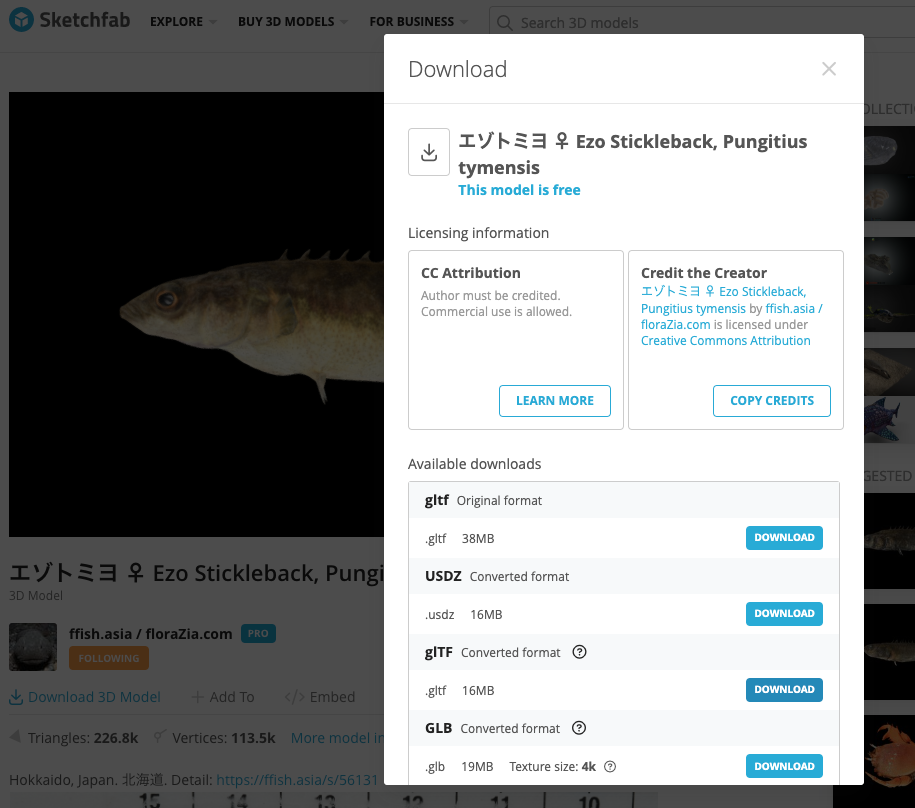 Sketchfab
EXPLORE
BUY 3D MODELS
FOR BUSINESS
Search 3D models
Download
エゾトミヨ ♀ Ezo Stickleback, Pungitius
tymensis
This model is free
Licensing information
CC Attribution
Author must be credited.
Commercial use is allowed.
LEARN MORE
Credit the Creator
エゾトミヨ ♀ Ezo Stickleback,
Pungitius tymensis by ffish.asia /
floraZia.com is licensed under
Creative Commons Attribution
COPY CREDITS
Available downloads
gltf Original format
.gltf 38MB DOWNLOAD
USDZ Converted format
.usdz 16MB DOWNLOAD
glTF Converted format ?
.gltf 16MB DOWNLOAD
GLB Converted format ?
.glb 19MB Texture size: 4k ? DOWNLOAD
エゾトミヨ ♀ Ezo Stickleback, Pungi
3D Model
ffish.asia / floraZia.com PRO
FOLLOWING
Download 3D Model
Add To
Embed
Triangles: 226.8k
Vertices: 113.5k
More model in
Hokkaido, Japan. 北海道. Detail: https://ffish.asia/s/56131
15 14 13 12 11 10
OLLECTI
GESTED